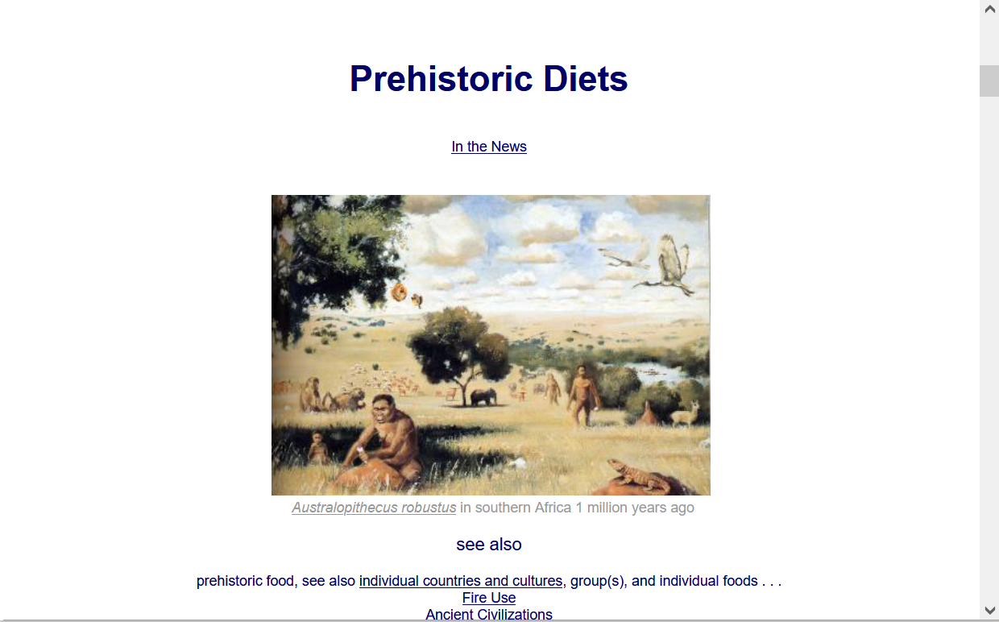 Prehistoric Diets
In the News
Australopithecus robustus in southern Africa 1 million years ago
see also
prehistoric food, see also individual countries and cultures, group(s), and individual foods . . .
Fire Use
Ancient Civilizations